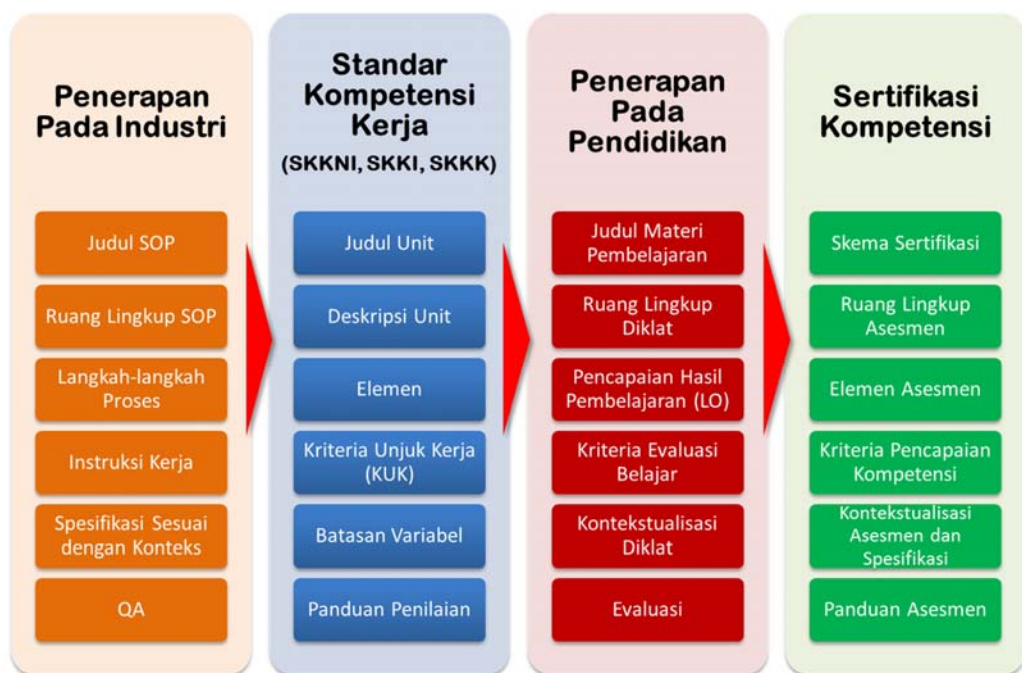 Penerapan
Pada Industri
Judul SOP
Ruang Lingkup SOP
Langkah-langkah
Proses
Instruksi Kerja
Spesifikasi Sesuai
dengan Konteks
QA
Standar
Kompetensi
Kerja
(SKKNI, SKKI, SKKK)
Judul Unit
Deskripsi Unit
Elemen
Kriteria Unjuk Kerja
(KUK)
Batasan Variabel
Panduan Penilaian
Penerapan
Pada
Pendidikan
Judul Materi
Pembelajaran
Ruang Lingkup
Diklat
Pencapaian Hasil
Pembelajaran (LO)
Kriteria Evaluasi
Belajar
Kontekstualisasi
Diklat
Evaluasi
Sertifikasi
Kompetensi
Skema Sertifikasi
Ruang Lingkup
Asesmen
Elemen Asesmen
Kriteria Pencapaian
Kompetensi
Kontekstualisasi
Asesmen dan
Spesifikasi
Panduan Asesmen